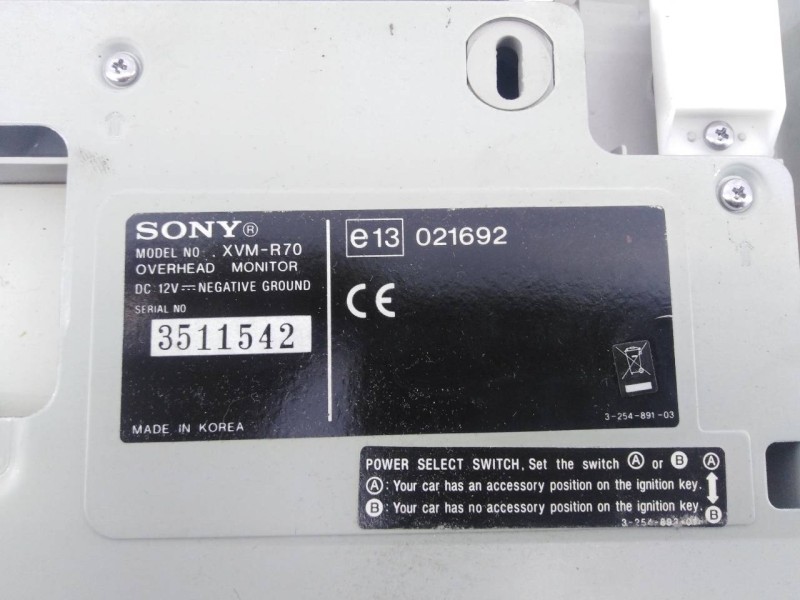 SONY®
MODEL NO. XVM-R70
OVERHEAD MONITOR
DC 12V⎓NEGATIVE GROUND
SERIAL NO
3511542
MADE IN KOREA
e13 021692
CE
3-254-891-03
POWER SELECT SWITCH, Set the switch Ⓐ or Ⓑ Ⓐ
Ⓐ: Your car has an accessory position on the ignition key.
Ⓑ: Your car has no accessory position on the ignition key. Ⓑ